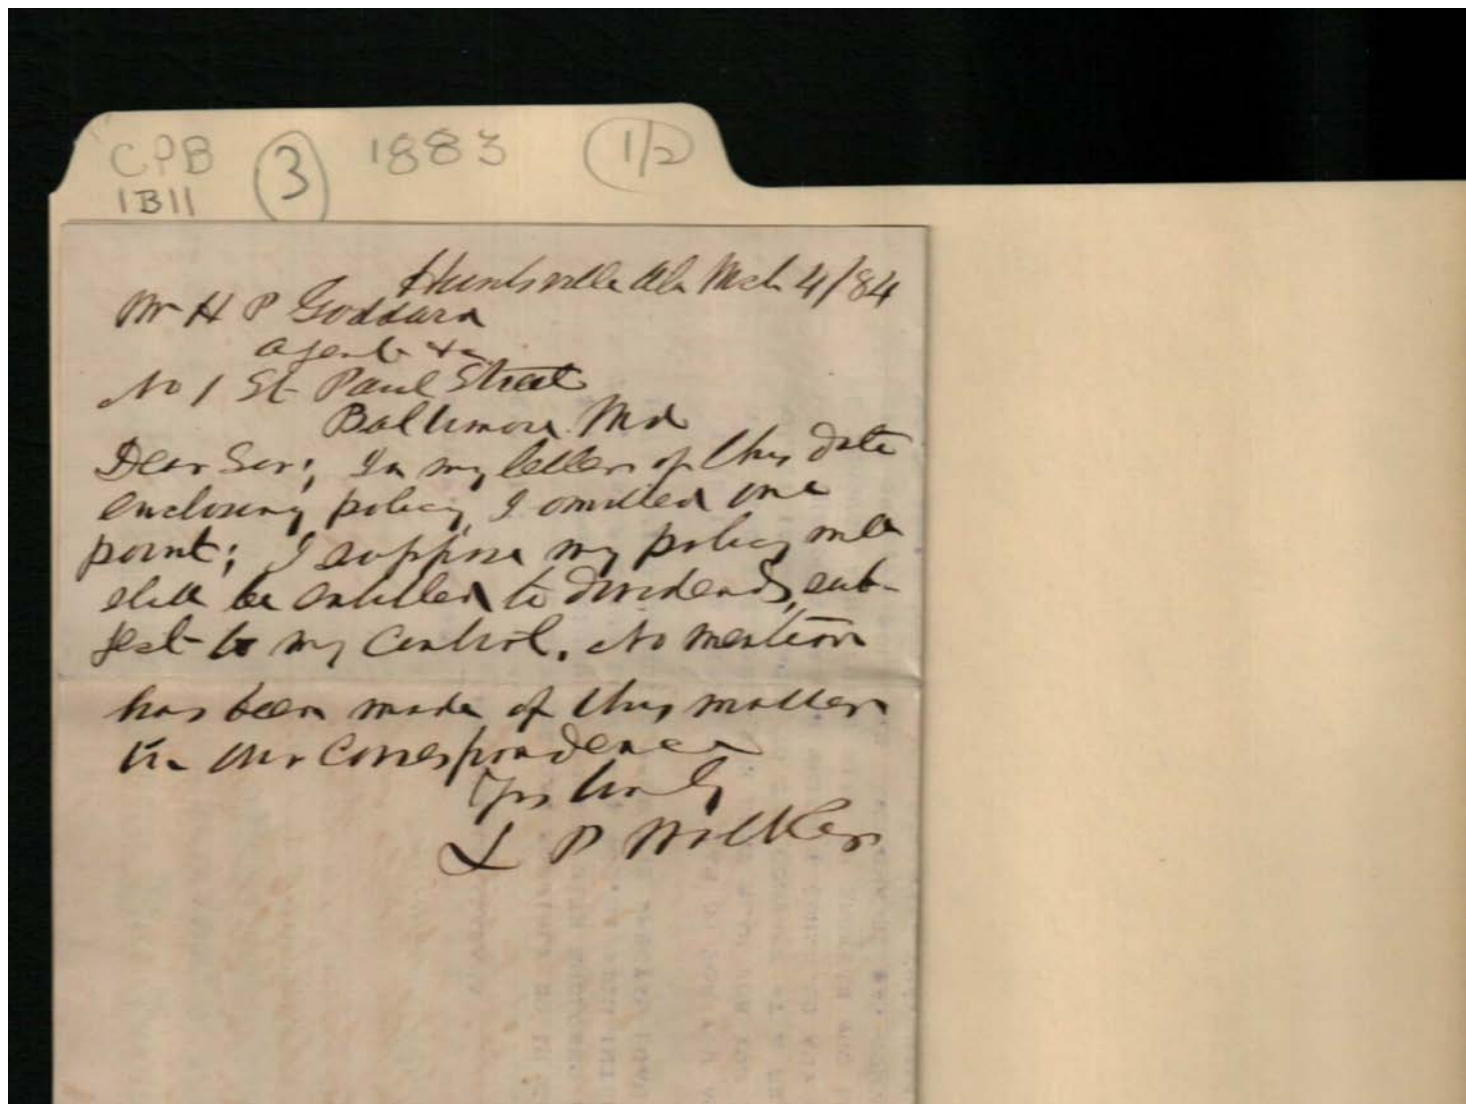 CPB 3 1883 1/2
1B11
Huntsville Ala Mch 4/84
Mr H P Goddard
Agent &c
No 1 St Paul Street
Baltimore Md
Dear Sir; In my letter of this date
enclosing policy, I omitted one
point; I suppose my policy will
still be entitled to dividends, sub-
ject to my control. No mention
has been made of this matter
in our correspondence
Yrs truly
L P Walker